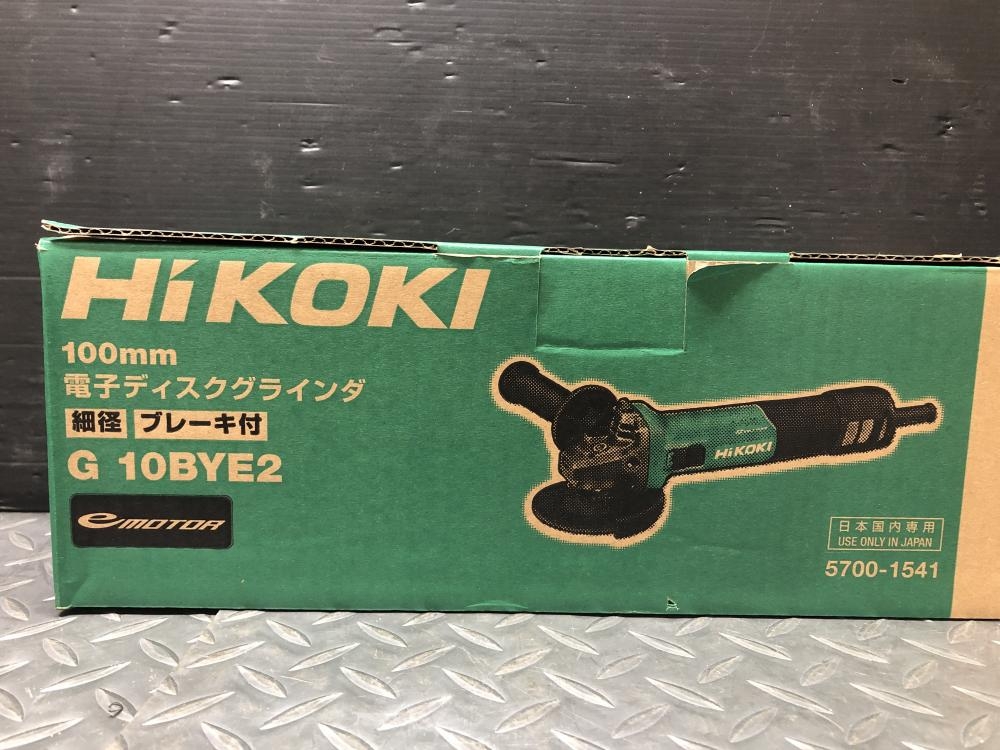 HiKOKI
100mm
電子ディスクグラインダ
細径 ブレーキ付
G 10BYE2
e MOTOR
HiKOKI
日本国内専用
USE ONLY IN JAPAN
5700-1541